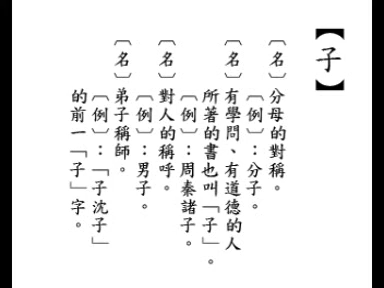 【子】
〔名〕分母的對稱。
〔例〕：分子。
〔名〕有學問、有道德的人
所著的書也叫「子」。
〔例〕：周秦諸子。
〔名〕對人的稱呼。
〔例〕：男子。
〔名〕弟子稱師。
〔例〕：「子沈子」
的前一「子」字。